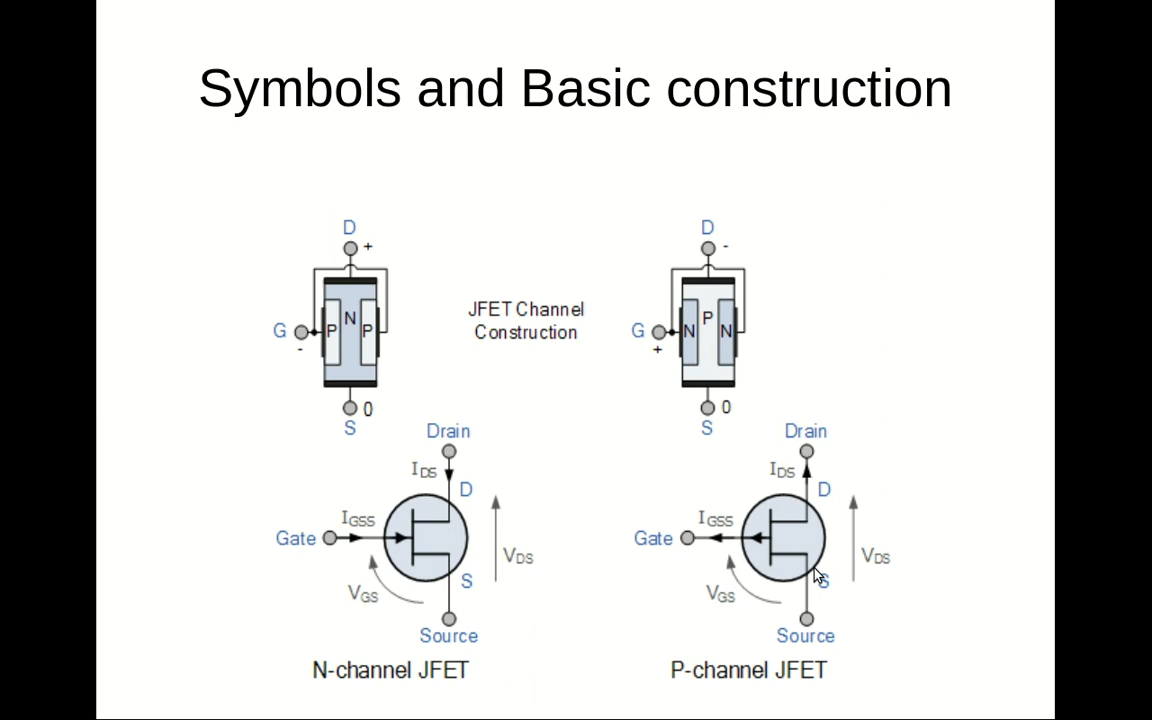 Symbols and Basic construction
D
+
D
-
JFET Channel
Construction
G
-
P
N
P
G
+
N
P
N
0
S
0
S
Drain
IDS
D
IGSS
Gate
VGS
VDS
S
Source
Drain
IDS
D
IGSS
Gate
VGS
VDS
S
Source
N-channel JFET
P-channel JFET